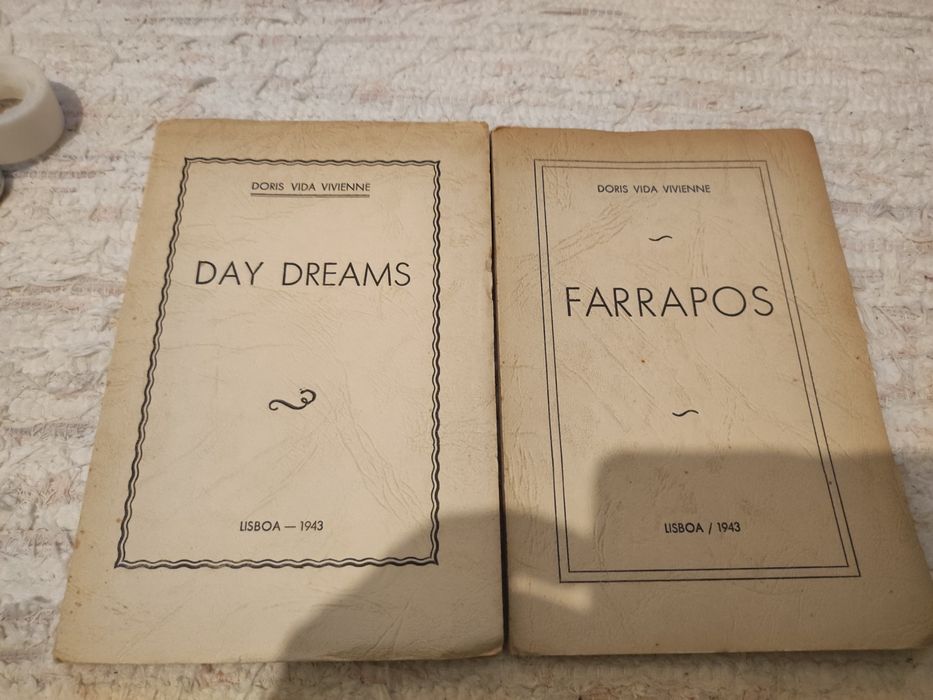 DORIS VIDA VIVIENNE
DAY DREAMS
LISBOA — 1943
DORIS VIDA VIVIENNE
FARRAPOS
LISBOA / 1943